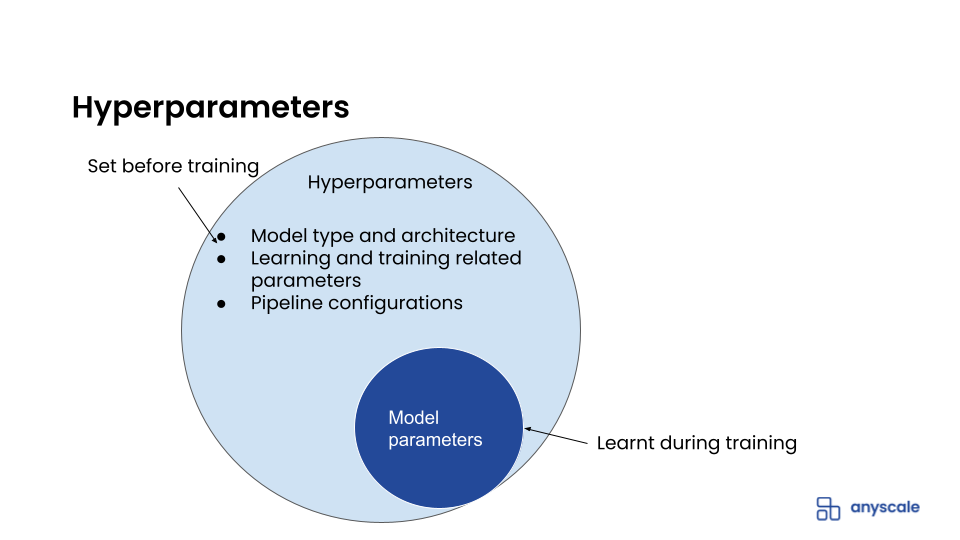 Hyperparameters
Set before training
Hyperparameters
● Model type and architecture
● Learning and training related
parameters
● Pipeline configurations
Model
parameters
Learnt during training
anyscale